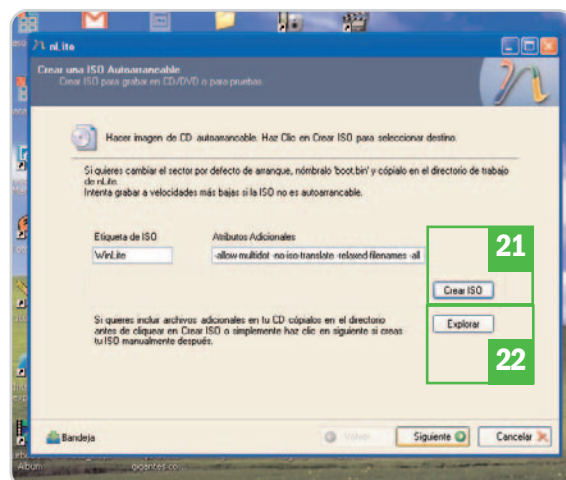 nLite
Crear una ISO Autoarrancable
Crear ISO para grabar en CD/DVD o para pruebas.
Hacer imagen de CD autoarrancable. Haz Clic en Crear ISO para seleccionar destino.
Si quieres cambiar el sector por defecto de arranque, nómbralo 'boot.bin' y cópialo en el directorio de trabajo
de nLite.
Intenta grabar a velocidades más bajas si la ISO no es autoarrancable.
Etiqueta de ISO
Atributos Adicionales
WinLite
-allow-multidot -no-iso-translate -relaxed-filenames -all
21
Crear ISO
Si quieres incluir archivos adicionales en tu CD cópialos en el directorio
antes de cliquear en Crear ISO o simplemente haz clic en siguiente si creas
tu ISO manualmente después.
Explorar
22
Bandeja
Volver
Siguiente
Cancelar
Album
gigantes.co...